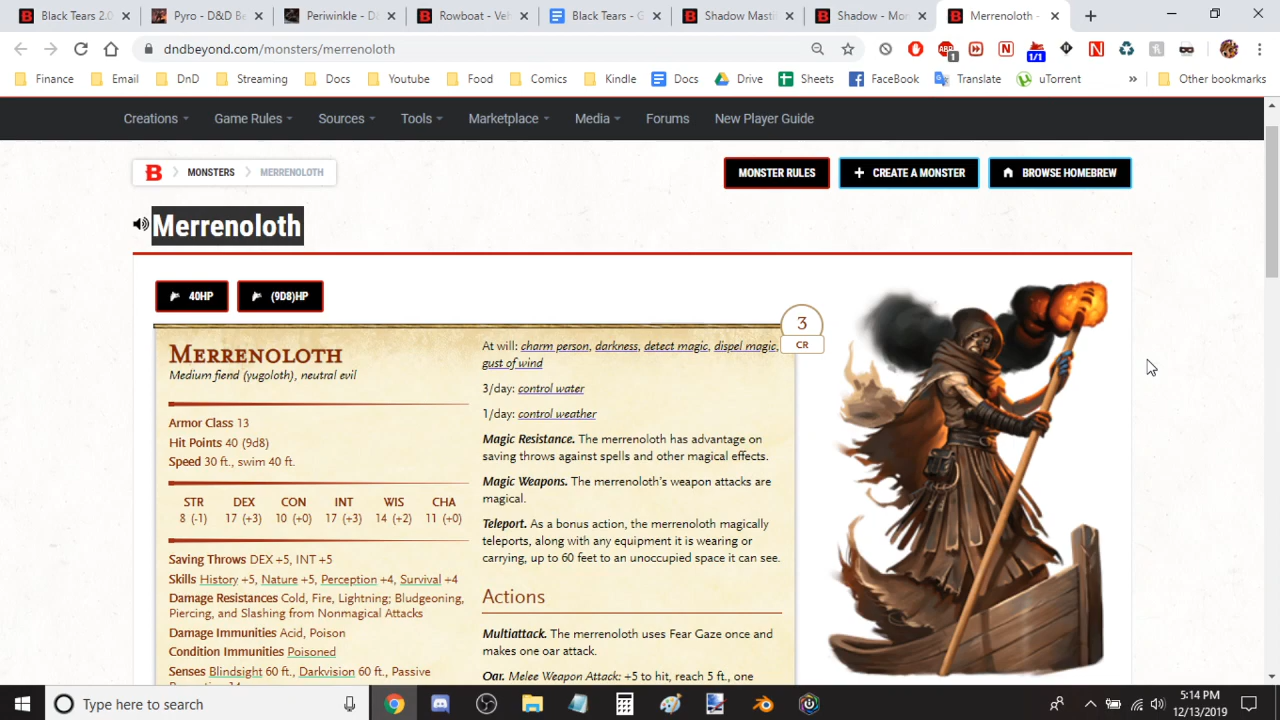 Black Tears 2.0
Pyro - D&D B
Periwinkle - D
Rowboat - Ve
Black Tears - G
Shadow Masti
Shadow - Mon
Merrenoloth -
dndbeyond.com/monsters/merrenoloth
ABP 1 N 1/1 N
Finance Email DnD Streaming Docs Youtube Food Comics Kindle Docs Drive Sheets FaceBook Translate uTorrent » Other bookmarks
Creations Game Rules Sources Tools Marketplace Media Forums New Player Guide
B MONSTERS MERRENOLOTH
MONSTER RULES + CREATE A MONSTER BROWSE HOMEBREW
Merrenoloth
40HP (9D8)HP
3
CR
MERRENOLOTH
Medium fiend (yugoloth), neutral evil
Armor Class 13
Hit Points 40 (9d8)
Speed 30 ft., swim 40 ft.
STR DEX CON INT WIS CHA
8 (-1) 17 (+3) 10 (+0) 17 (+3) 14 (+2) 11 (+0)
Saving Throws DEX +5, INT +5
Skills History +5, Nature +5, Perception +4, Survival +4
Damage Resistances Cold, Fire, Lightning; Bludgeoning,
Piercing, and Slashing from Nonmagical Attacks
Damage Immunities Acid, Poison
Condition Immunities Poisoned
Senses Blindsight 60 ft., Darkvision 60 ft., Passive
At will: charm person, darkness, detect magic, dispel magic,
gust of wind
3/day: control water
1/day: control weather
Magic Resistance. The merrenoloth has advantage on
saving throws against spells and other magical effects.
Magic Weapons. The merrenoloth's weapon attacks are
magical.
Teleport. As a bonus action, the merrenoloth magically
teleports, along with any equipment it is wearing or
carrying, up to 60 feet to an unoccupied space it can see.
Actions
Multiattack. The merrenoloth uses Fear Gaze once and
makes one oar attack.
Oar. Melee Weapon Attack: +5 to hit, reach 5 ft., one
Type here to search
5:14 PM
12/13/2019